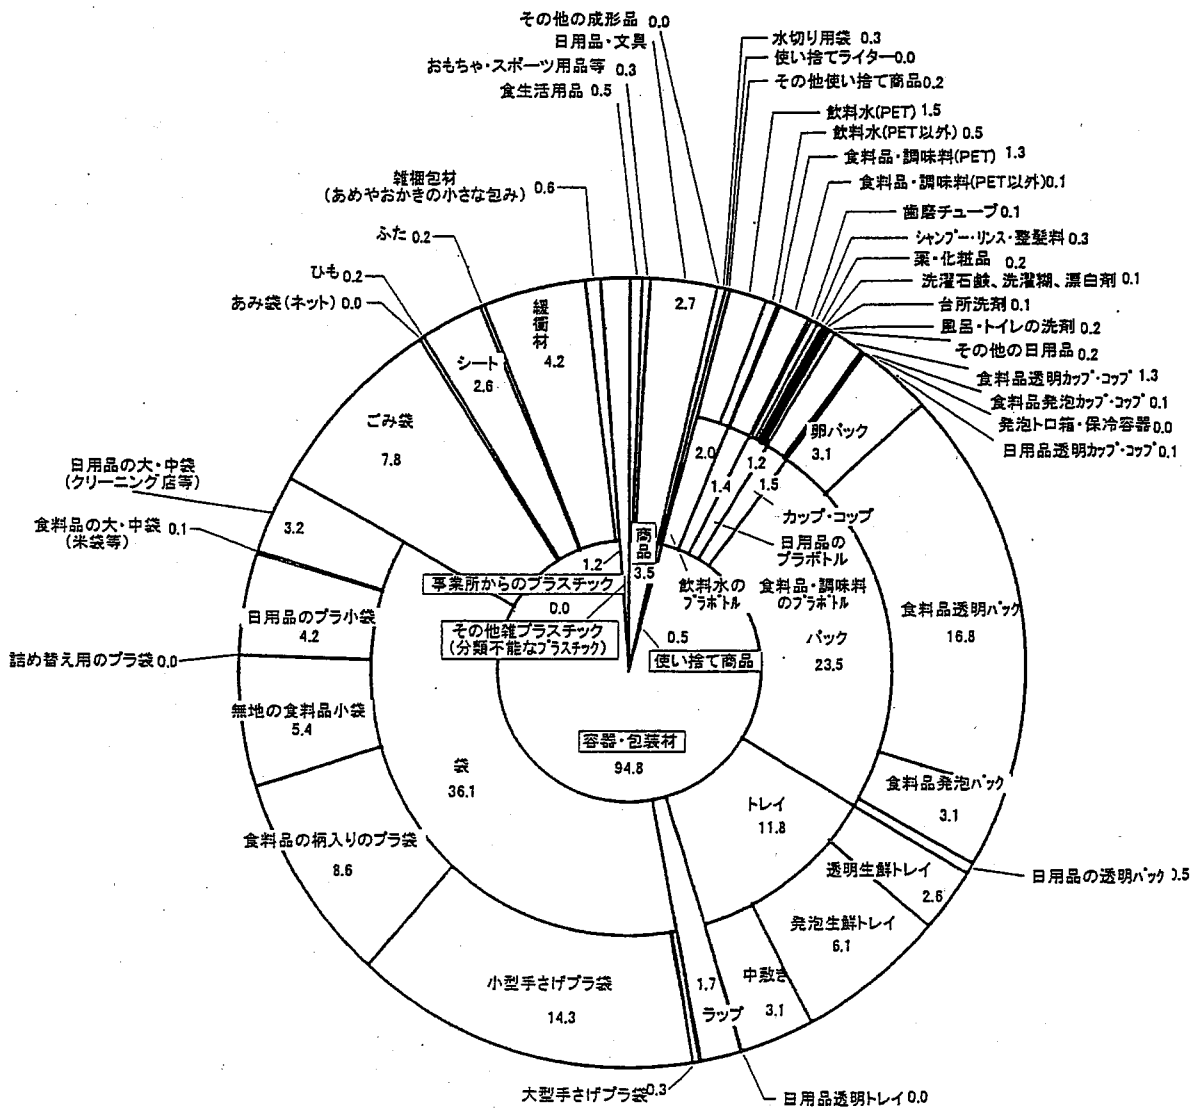 その他の成形品 0.0
日用品・文具
おもちゃ・スポーツ用品等 0.3
食生活用品 0.5
水切り用袋 0.3
使い捨てライター 0.0
その他使い捨て商品 0.2
飲料水(PET) 1.5
飲料水(PET以外) 0.5
食料品・調味料(PET) 1.3
食料品・調味料(PET以外) 0.1
歯磨チューブ 0.1
シャンプー・リンス・整髪料 0.3
薬・化粧品 0.2
洗濯石鹸、洗濯糊、漂白剤 0.1
台所洗剤 0.1
風呂・トイレの洗剤 0.2
その他の日用品 0.2
食料品透明カップ・コップ 1.3
食料品発泡カップ・コップ 0.1
発泡トロ箱・保冷容器 0.0
日用品透明カップ・コップ 0.1
雑梱包材
(あめやおかきの小さな包み) 0.6
ふた 0.2
ひも 0.2
あみ袋(ネット) 0.0
シート
2.6
緩衝材
4.2
2.7
ごみ袋
7.8
日用品の大・中袋
(クリーニング店等)
3.2
食料品の大・中袋
(米袋等) 0.1
日用品のプラ小袋
4.2
詰め替え用のプラ袋 0.0
無地の食料品小袋
5.4
食料品の柄入りのプラ袋
8.6
小型手さげプラ袋
14.3
大型手さげプラ袋 0.3
袋
36.1
1.7
ラップ
日用品透明トレイ 0.0
中敷き
3.1
発泡生鮮トレイ
6.1
透明生鮮トレイ
2.6
トレイ
11.8
日用品の透明パック 0.5
食料品発泡パック
3.1
食料品透明パック
16.8
パック
23.5
卵パック
3.1
2.0
1.4
1.2
1.5
カップ・コップ
日用品の
プラボトル
食料品・調味料
のプラボトル
飲料水の
プラボトル
商品
3.5
1.2
事業所からのプラスチック
0.0
その他雑プラスチック
(分類不能なプラスチック)
0.5
使い捨て商品
容器・包装材
94.8